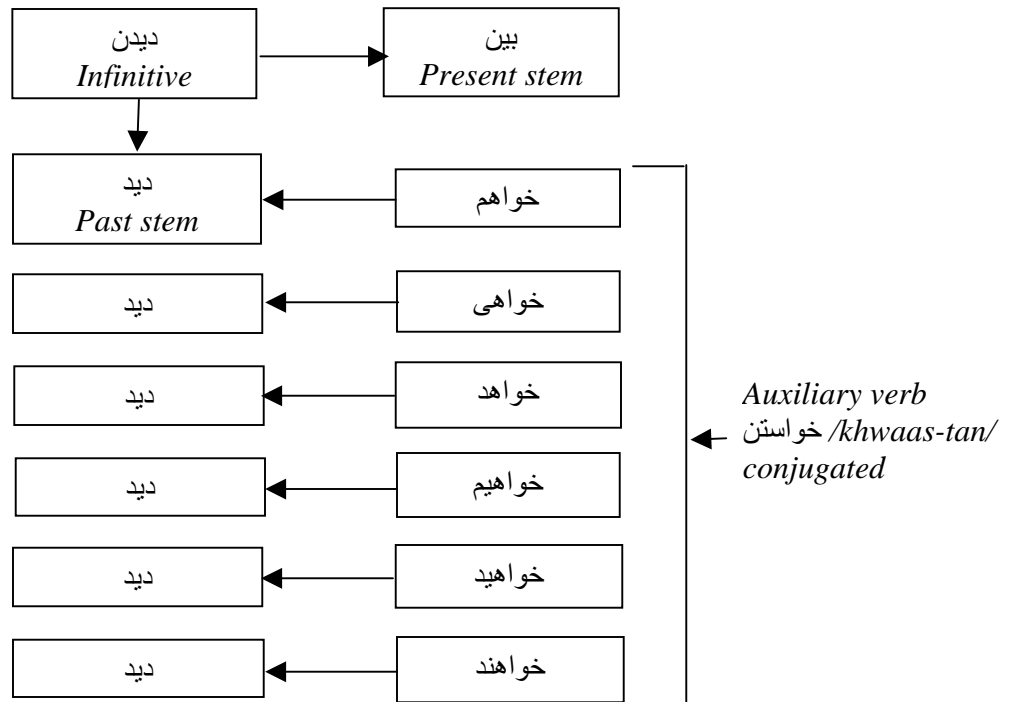 دیدن
Infinitive
بین
Present stem
دید
Past stem
خواهم
دید
خواهی
دید
خواهد
دید
خواهیم
دید
خواهید
دید
خواهند
Auxiliary verb
خواستن /khwaas-tan/
conjugated